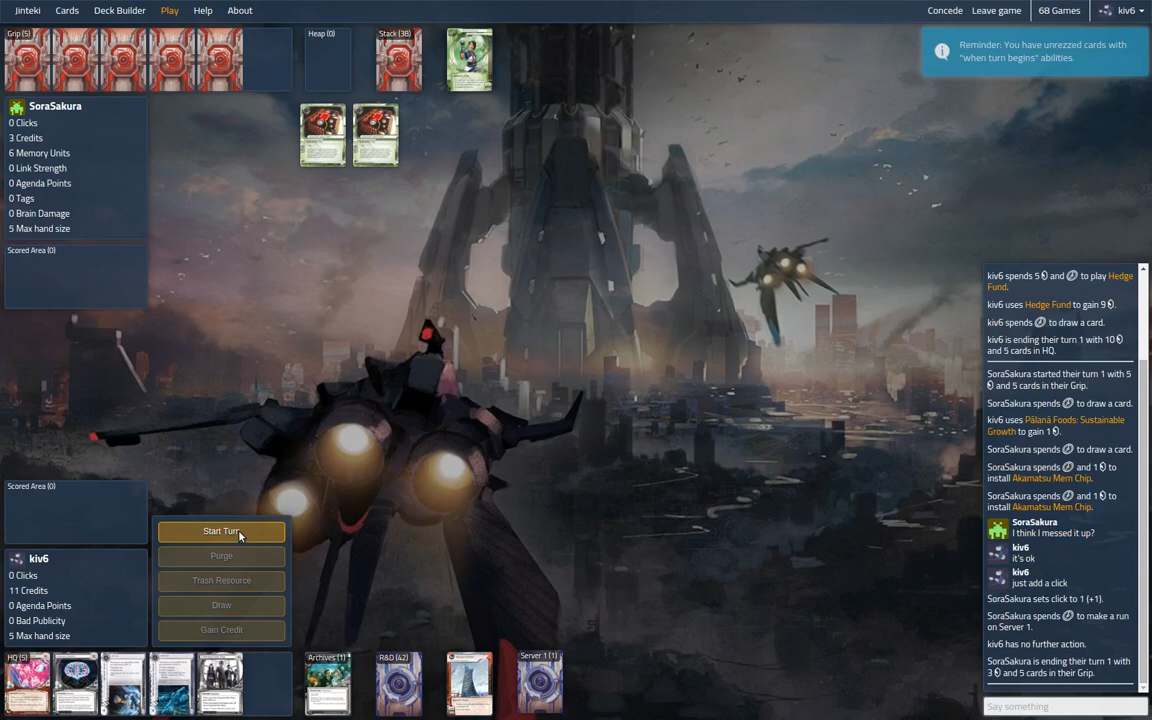 Jinteki
Cards
Deck Builder
Play
Help
About
Concede
Leave game
68 Games
kiv6
Reminder: You have unrezzed cards with
"when turn begins" abilities.
Grip (5)
Heap (0)
Stack (38)
SoraSakura
0 Clicks
3 Credits
6 Memory Units
0 Link Strength
0 Agenda Points
0 Tags
0 Brain Damage
5 Max hand size
Scored Area (0)
Scored Area (0)
kiv6
0 Clicks
11 Credits
0 Agenda Points
0 Bad Publicity
5 Max hand size
Start Turn
Purge
Trash Resource
Draw
Gain Credit
HQ (5)
Archives (1)
R&D (42)
Server 1 (1)
kiv6 spends 5 and to play Hedge
Fund.
kiv6 uses Hedge Fund to gain 9.
kiv6 spends to draw a card.
kiv6 is ending their turn 1 with 10
and 5 cards in HQ.
SoraSakura started their turn 1 with 5
and 5 cards in their Grip.
SoraSakura spends to draw a card.
kiv6 uses Pālanā Foods: Sustainable
Growth to gain 1.
SoraSakura spends to draw a card.
SoraSakura spends and 1 to
install Akamatsu Mem Chip.
SoraSakura spends and 1 to
install Akamatsu Mem Chip.
SoraSakura
I think I messed it up?
kiv6
it's ok
kiv6
just add a click
SoraSakura sets click to 1 (+1).
SoraSakura spends to make a run
on Server 1.
kiv6 has no further action.
SoraSakura is ending their turn 1 with
3 and 5 cards in their Grip.
Say something